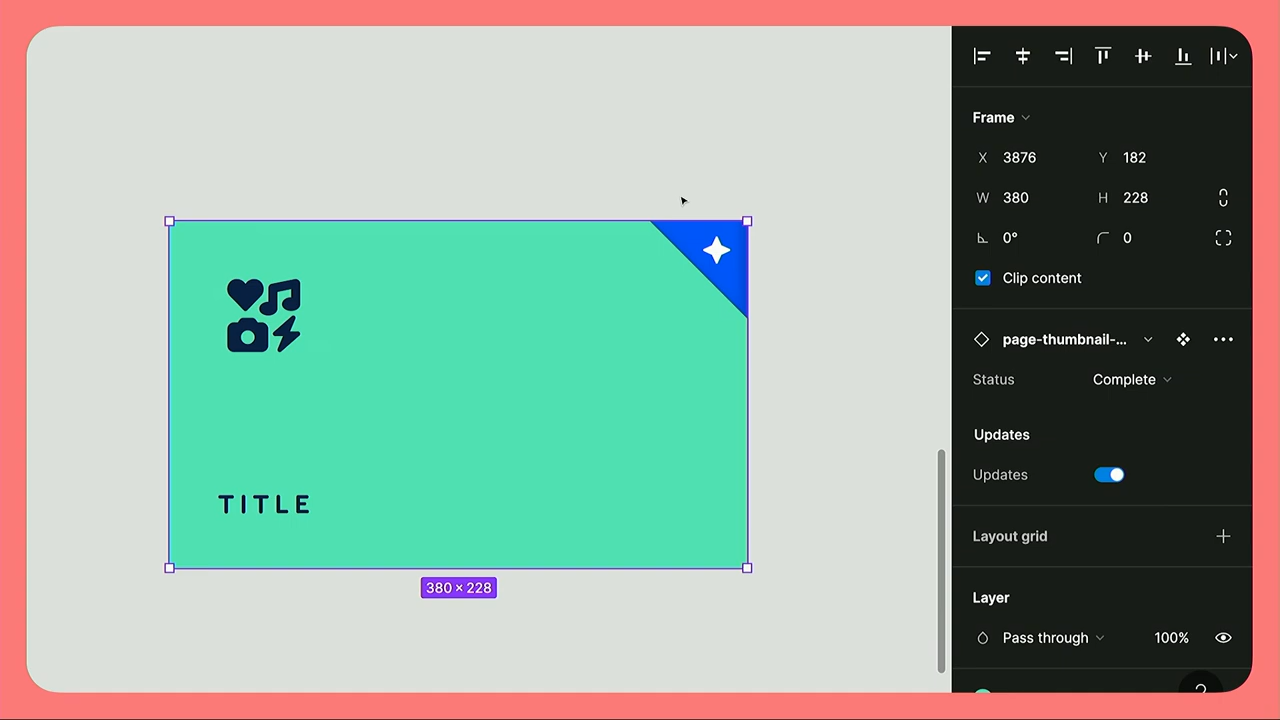 Frame
X 3876 Y 182
W 380 H 228
0° 0
Clip content
page-thumbnail-...
Status Complete
Updates
Updates
Layout grid
Layer
Pass through 100%
?
TITLE
380 × 228